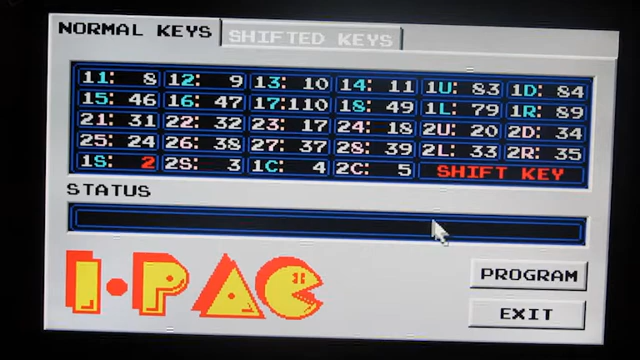 NORMAL KEYS SHIFTED KEYS
11: 8 12: 9 13: 10 14: 11 1U: 83 1D: 84
15: 46 16: 47 17:110 18: 49 1L: 79 1R: 89
21: 31 22: 32 23: 17 24: 18 2U: 20 2D: 34
25: 24 26: 38 27: 37 28: 39 2L: 33 2R: 35
1S: 2 2S: 3 1C: 4 2C: 5 SHIFT KEY
STATUS
I·PAC
PROGRAM
EXIT